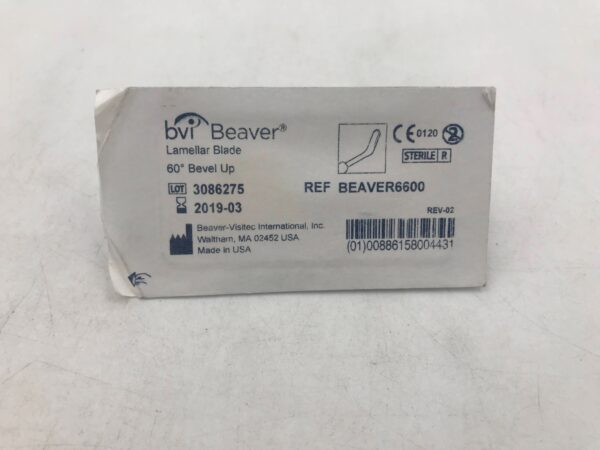 bvi Beaver®
Lamellar Blade
60° Bevel Up
LOT 3086275
2019-03
Beaver-Visitec International, Inc.
Waltham, MA 02452 USA
Made in USA
CE 0120 2
STERILE R
REF BEAVER6600
REV-02
(01)00886158004431